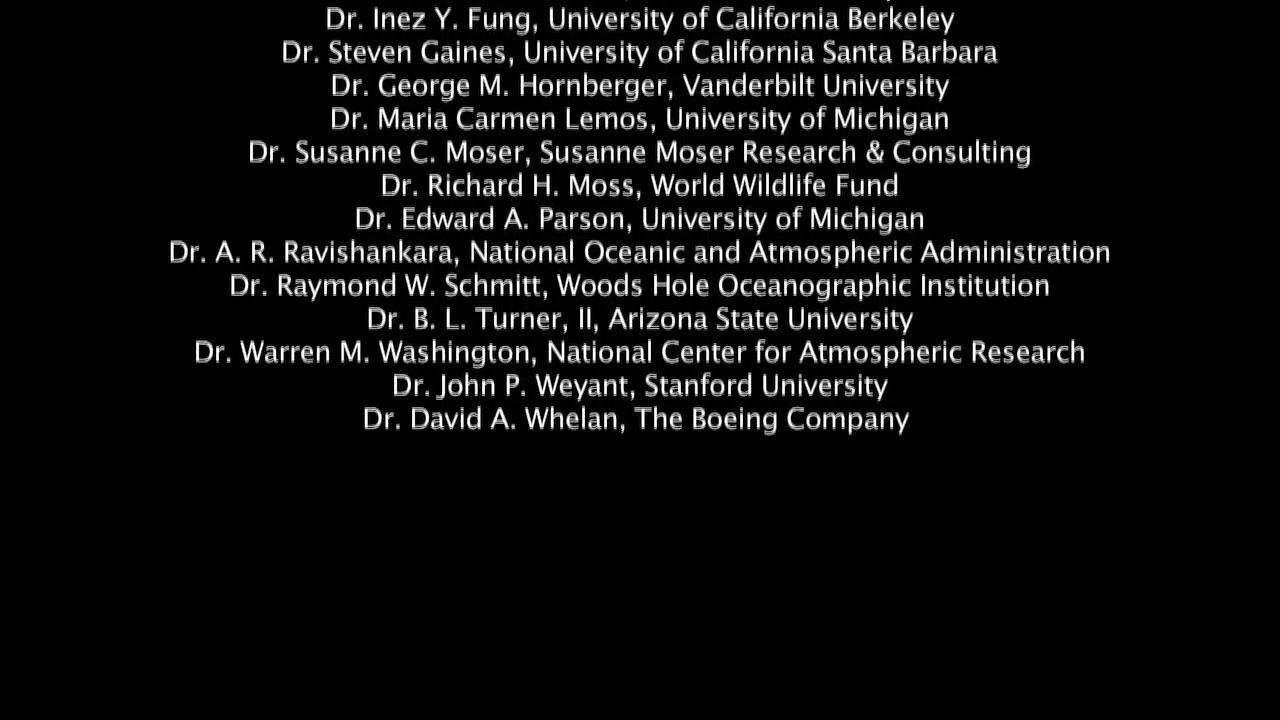 Dr. Inez Y. Fung, University of California Berkeley
Dr. Steven Gaines, University of California Santa Barbara
Dr. George M. Hornberger, Vanderbilt University
Dr. Maria Carmen Lemos, University of Michigan
Dr. Susanne C. Moser, Susanne Moser Research & Consulting
Dr. Richard H. Moss, World Wildlife Fund
Dr. Edward A. Parson, University of Michigan
Dr. A. R. Ravishankara, National Oceanic and Atmospheric Administration
Dr. Raymond W. Schmitt, Woods Hole Oceanographic Institution
Dr. B. L. Turner, II, Arizona State University
Dr. Warren M. Washington, National Center for Atmospheric Research
Dr. John P. Weyant, Stanford University
Dr. David A. Whelan, The Boeing Company